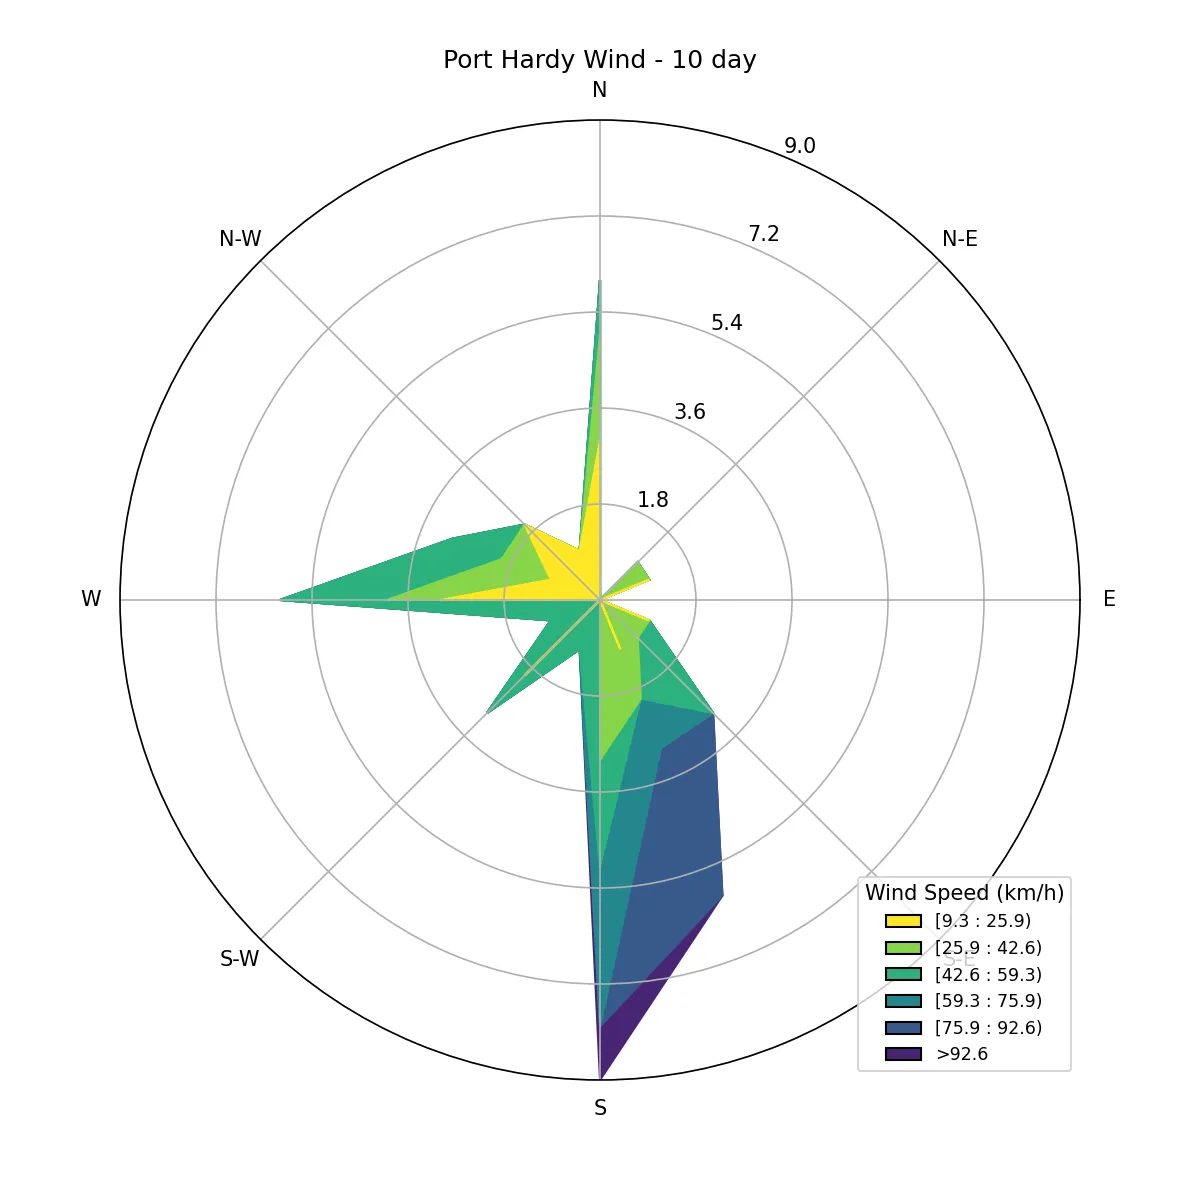 Port Hardy Wind - 10 day
N
9.0
N-W
N-E
7.2
5.4
3.6
1.8
W
E
Wind Speed (km/h)
[9.3 : 25.9)
[25.9 : 42.6)
[42.6 : 59.3)
[59.3 : 75.9)
[75.9 : 92.6)
>92.6
S-W
S-E
S